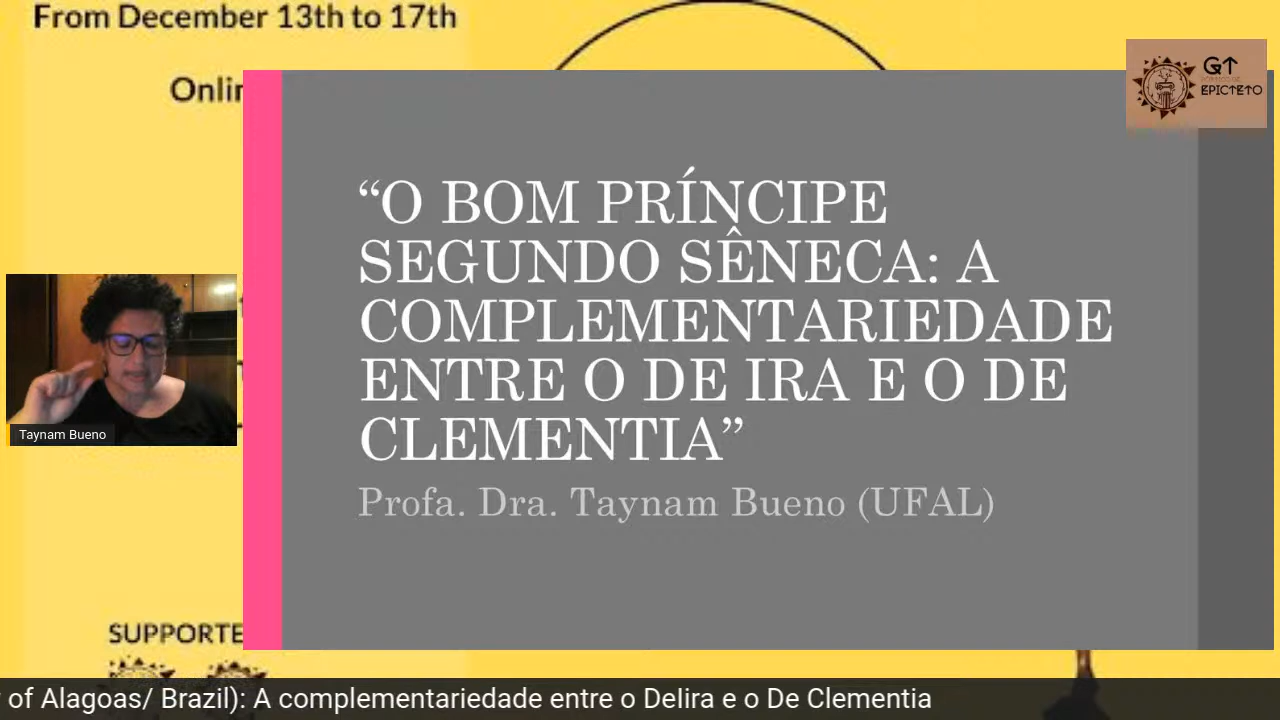 From December 13th to 17th
Onlin
GT
EPICTETO
“O BOM PRÍNCIPE
SEGUNDO SÊNECA: A
COMPLEMENTARIEDADE
ENTRE O DE IRA E O DE
CLEMENTIA”
Profa. Dra. Taynam Bueno (UFAL)
Taynam Bueno
SUPPORTE
of Alagoas/ Brazil): A complementariedade entre o DeIira e o De Clementia